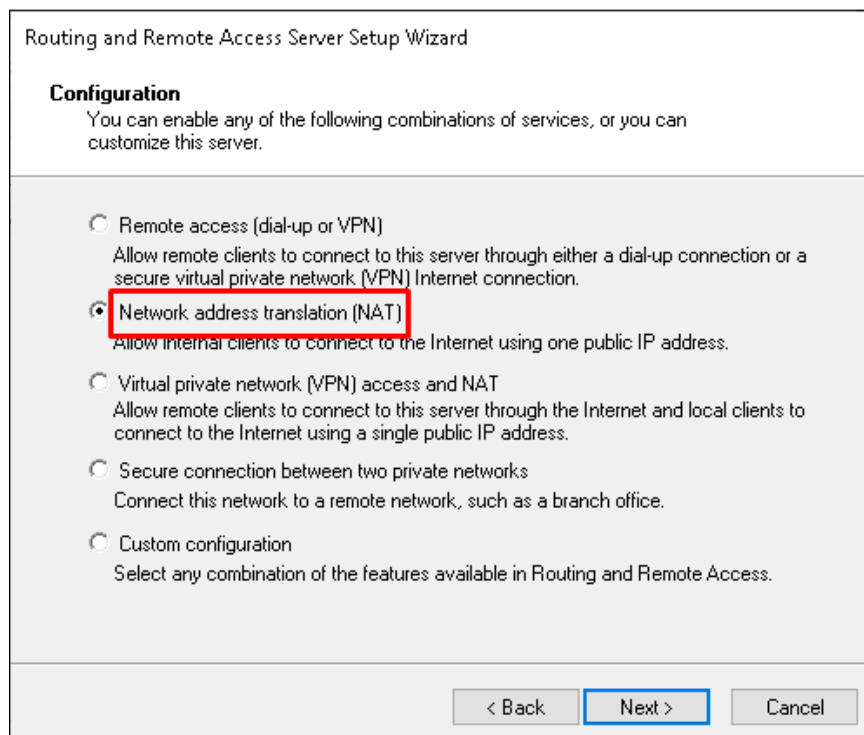 Routing and Remote Access Server Setup Wizard
Configuration
You can enable any of the following combinations of services, or you can
customize this server.
Remote access (dial-up or VPN)
Allow remote clients to connect to this server through either a dial-up connection or a
secure virtual private network (VPN) Internet connection.
Network address translation (NAT)
Allow internal clients to connect to the Internet using one public IP address.
Virtual private network (VPN) access and NAT
Allow remote clients to connect to this server through the Internet and local clients to
connect to the Internet using a single public IP address.
Secure connection between two private networks
Connect this network to a remote network, such as a branch office.
Custom configuration
Select any combination of the features available in Routing and Remote Access.
< Back Next > Cancel